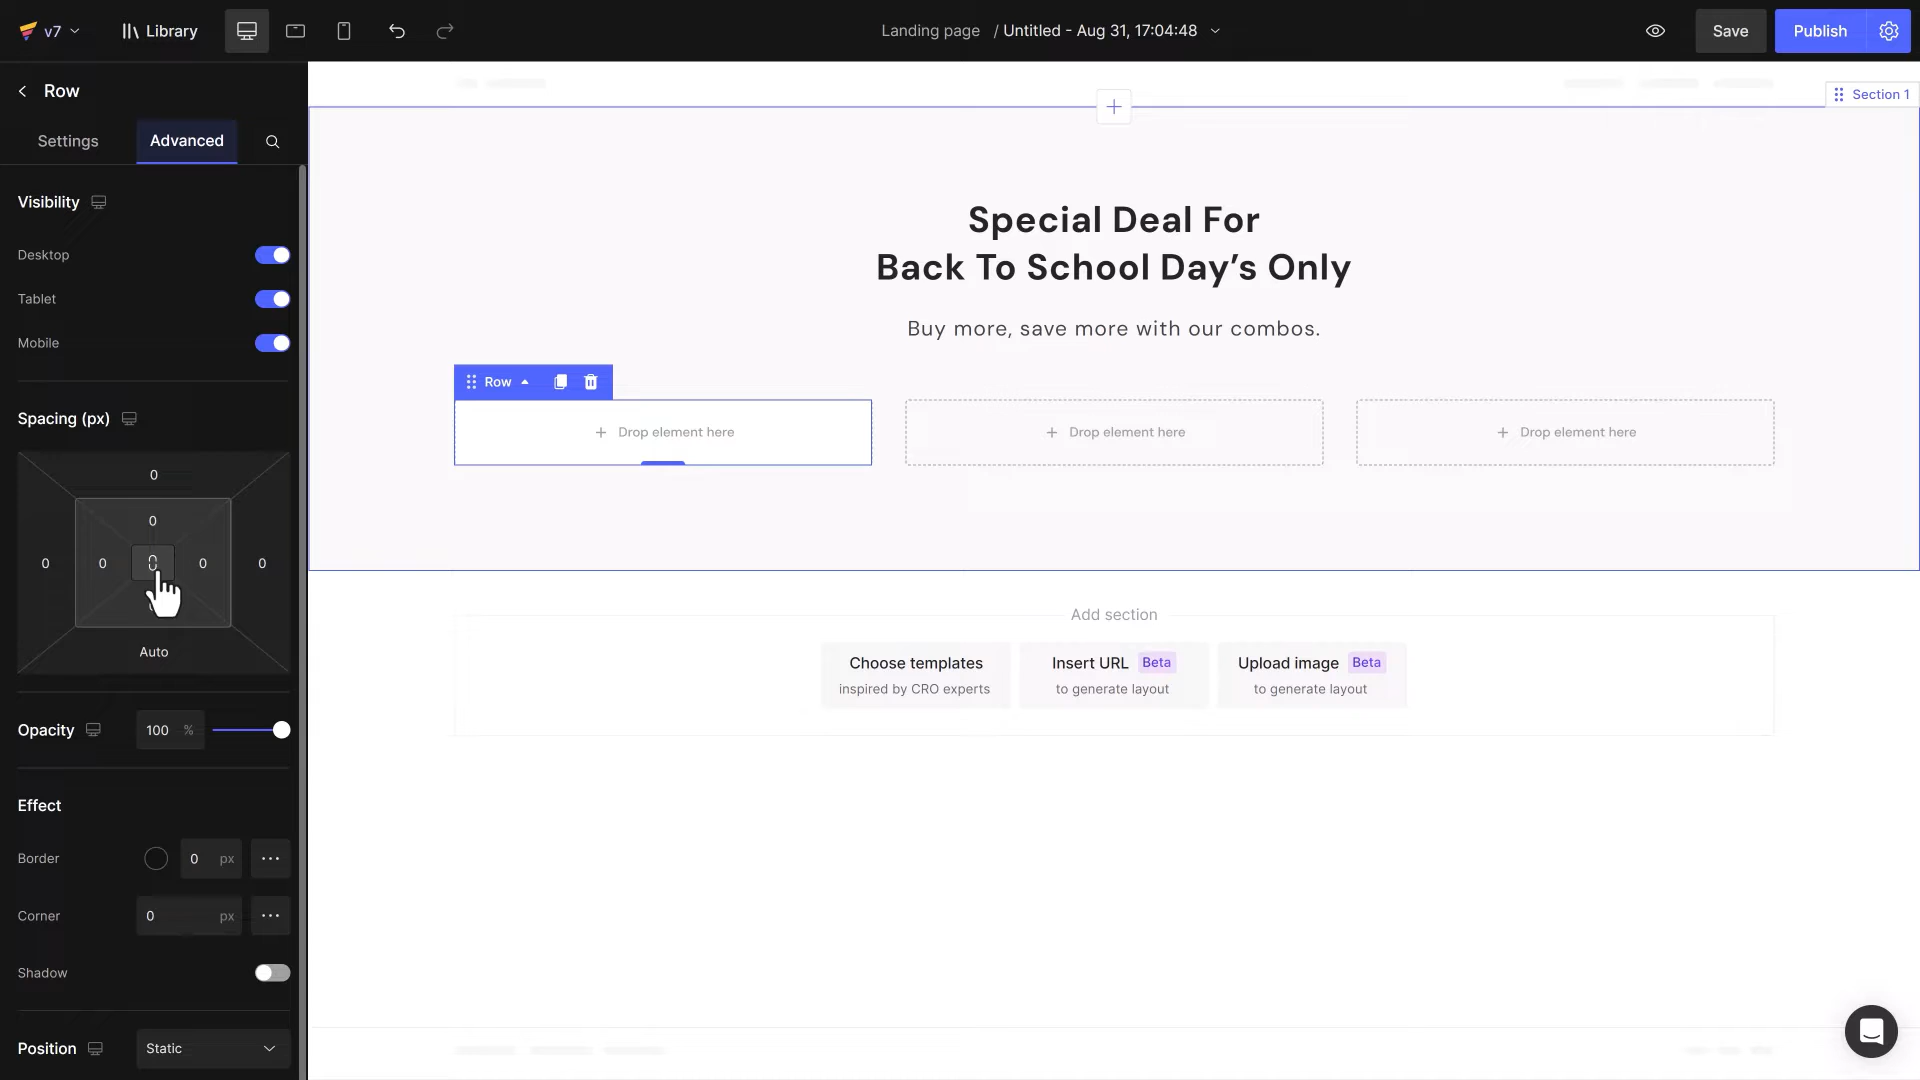 v7
Library
Landing page / Untitled - Aug 31, 17:04:48
Save
Publish
Row
Settings
Advanced
Section 1
Visibility
Desktop
Tablet
Mobile
Special Deal For
Back To School Day’s Only
Buy more, save more with our combos.
Row
Drop element here
Drop element here
Drop element here
Spacing (px)
0
0
0 0 0 0 0
Auto
Add section
Choose templates
inspired by CRO experts
Insert URL Beta
to generate layout
Upload image Beta
to generate layout
Opacity 100 %
Effect
Border 0 px
Corner 0 px
Shadow
Position Static